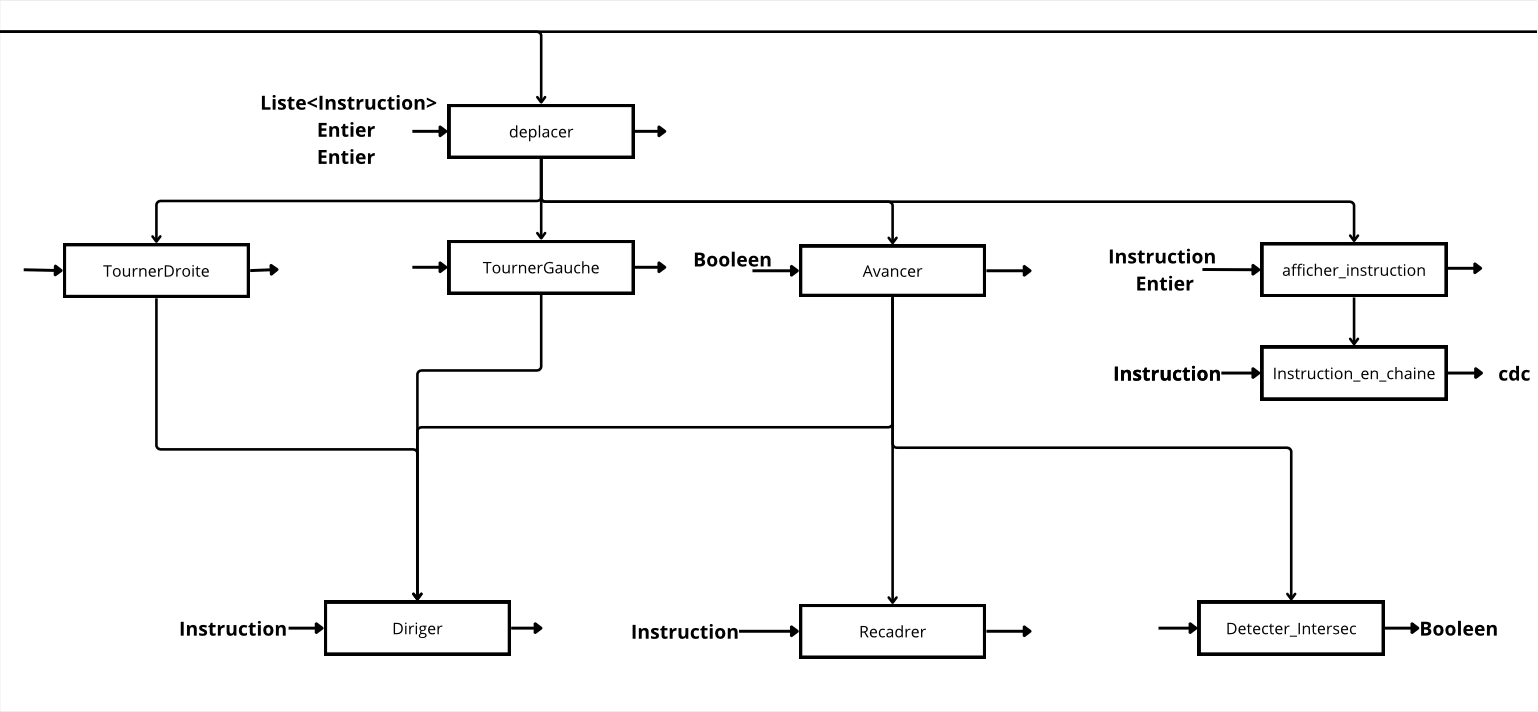 Liste<Instruction>
Entier
Entier
deplacer
TournerDroite
TournerGauche
Booleen
Avancer
Instruction
Entier
afficher_instruction
Instruction
Instruction_en_chaine
cdc
Instruction
Diriger
Instruction
Recadrer
Detecter_Intersec
Booleen